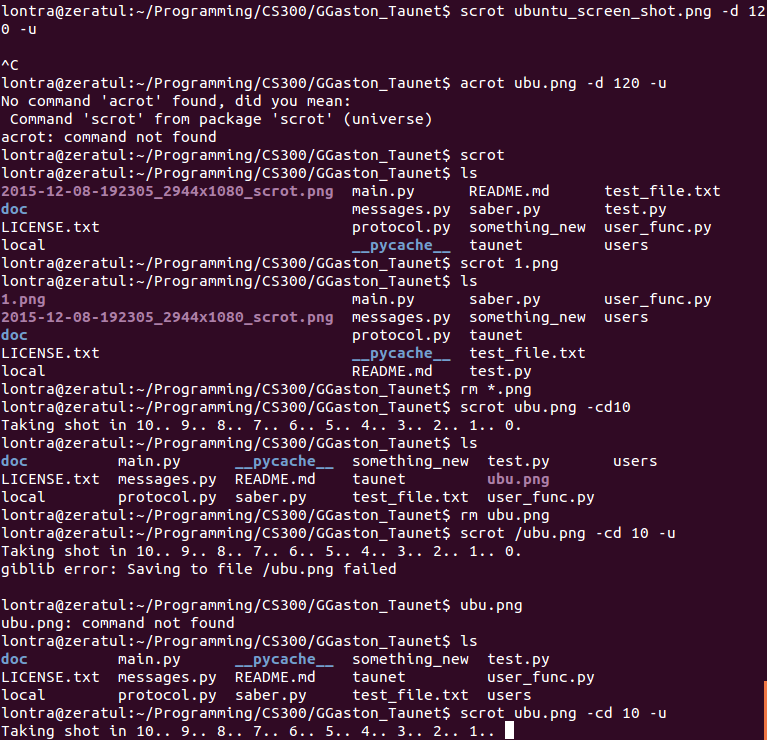 lontra@zeratul:~/Programming/CS300/GGaston_Taunet$ scrot ubuntu_screen_shot.png -d 12
0 -u
^C
lontra@zeratul:~/Programming/CS300/GGaston_Taunet$ acrot ubu.png -d 120 -u
No command 'acrot' found, did you mean:
 Command 'scrot' from package 'scrot' (universe)
acrot: command not found
lontra@zeratul:~/Programming/CS300/GGaston_Taunet$ scrot
lontra@zeratul:~/Programming/CS300/GGaston_Taunet$ ls
2015-12-08-192305_2944x1080_scrot.png  main.py      README.md      test_file.txt
doc                                    messages.py  saber.py       test.py
LICENSE.txt                            protocol.py  something_new  user_func.py
local                                  __pycache__  taunet         users
lontra@zeratul:~/Programming/CS300/GGaston_Taunet$ scrot 1.png
lontra@zeratul:~/Programming/CS300/GGaston_Taunet$ ls
1.png                                  main.py      saber.py       user_func.py
2015-12-08-192305_2944x1080_scrot.png  messages.py  something_new  users
doc                                    protocol.py  taunet
LICENSE.txt                            __pycache__  test_file.txt
local                                  README.md    test.py
lontra@zeratul:~/Programming/CS300/GGaston_Taunet$ rm *.png
lontra@zeratul:~/Programming/CS300/GGaston_Taunet$ scrot ubu.png -cd10
Taking shot in 10.. 9.. 8.. 7.. 6.. 5.. 4.. 3.. 2.. 1.. 0.
lontra@zeratul:~/Programming/CS300/GGaston_Taunet$ ls
doc          main.py      __pycache__  something_new  test.py       users
LICENSE.txt  messages.py  README.md    taunet         ubu.png
local        protocol.py  saber.py     test_file.txt  user_func.py
lontra@zeratul:~/Programming/CS300/GGaston_Taunet$ rm ubu.png
lontra@zeratul:~/Programming/CS300/GGaston_Taunet$ scrot /ubu.png -cd 10 -u
Taking shot in 10.. 9.. 8.. 7.. 6.. 5.. 4.. 3.. 2.. 1.. 0.
giblib error: Saving to file /ubu.png failed
lontra@zeratul:~/Programming/CS300/GGaston_Taunet$ ubu.png
ubu.png: command not found
lontra@zeratul:~/Programming/CS300/GGaston_Taunet$ ls
doc          main.py      __pycache__  something_new  test.py
LICENSE.txt  messages.py  README.md    taunet         user_func.py
local        protocol.py  saber.py     test_file.txt  users
lontra@zeratul:~/Programming/CS300/GGaston_Taunet$ scrot ubu.png -cd 10 -u
Taking shot in 10.. 9.. 8.. 7.. 6.. 5.. 4.. 3.. 2.. 1..